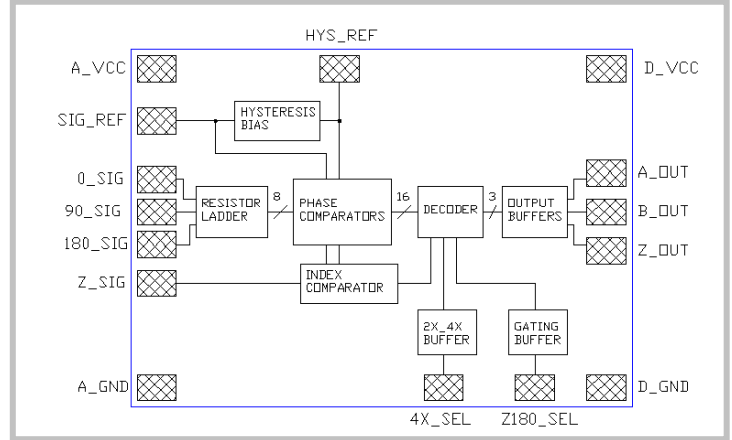 HYS_REF
A_VCC
D_VCC
SIG_REF
HYSTERESIS
BIAS
0_SIG
90_SIG
180_SIG
Z_SIG
RESISTOR
LADDER
8
PHASE
COMPARATORS
16
DECODER
3
OUTPUT
BUFFERS
A_OUT
B_OUT
Z_OUT
INDEX
COMPARATOR
2X_4X
BUFFER
GATING
BUFFER
A_GND
D_GND
4X_SEL
Z180_SEL